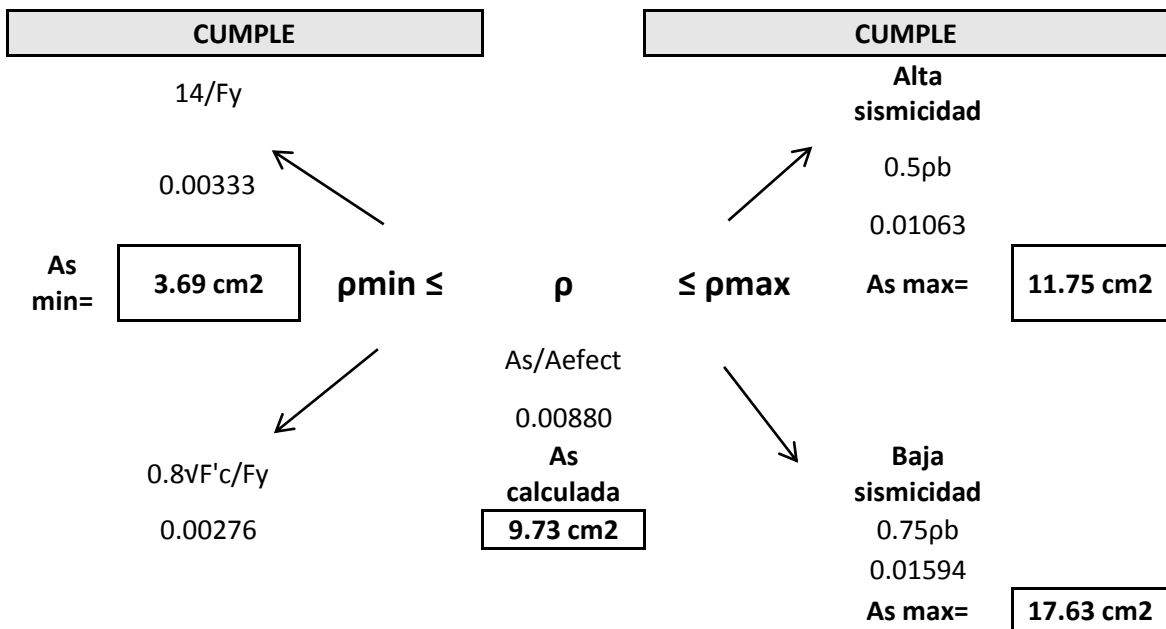 CUMPLE
CUMPLE
14/Fy
Alta
sismicidad
0.00333
0.5ρb
0.01063
As
min=
3.69 cm2
ρmin ≤
ρ
≤ ρmax
As max=
11.75 cm2
As/Aefect
0.00880
0.8√F'c/Fy
As
calculada
Baja
sismicidad
0.00276
9.73 cm2
0.75ρb
0.01594
As max=
17.63 cm2